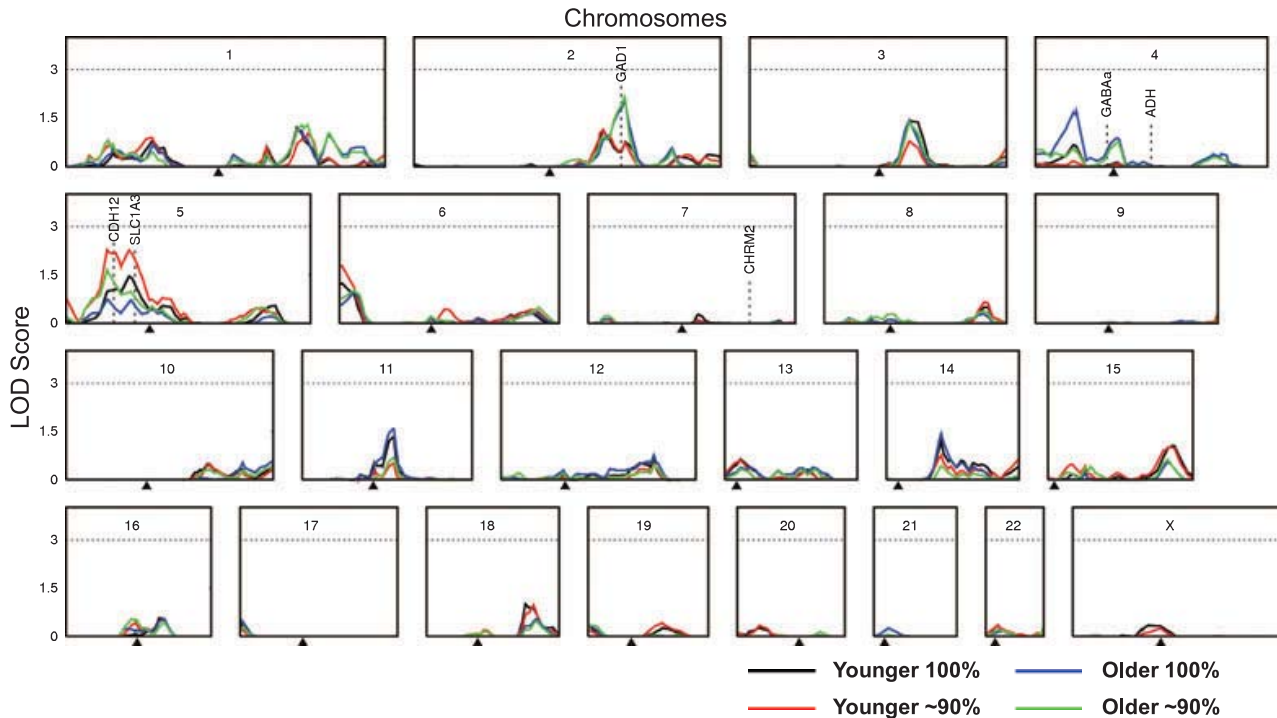 Chromosomes
LOD Score
1 2 3 4
GAD1 GABAa ADH
3
1.5
0
5 6 7 8 9
CDH12 SLC1A3 CHRM2
3
1.5
0
10 11 12 13 14 15
3
1.5
0
16 17 18 19 20 21 22 X
3
1.5
0
Younger 100% Older 100%
Younger ~90% Older ~90%